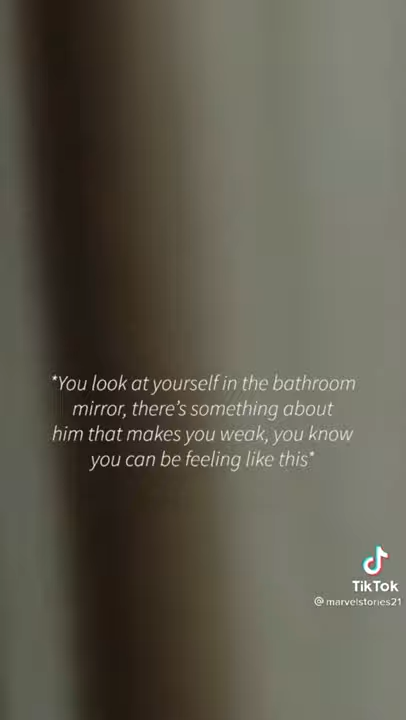 *You look at yourself in the bathroom
mirror, there's something about
him that makes you weak, you know
you can be feeling like this*
TikTok
@marvelstories21